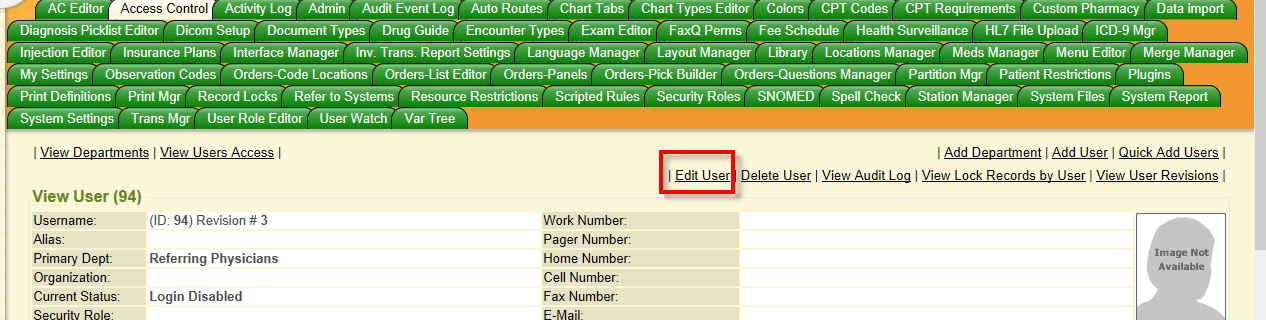 AC Editor Access Control Activity Log Admin Audit Event Log Auto Routes Chart Tabs Chart Types Editor Colors CPT Codes CPT Requirements Custom Pharmacy Data import
Diagnosis Picklist Editor Dicom Setup Document Types Drug Guide Encounter Types Exam Editor FaxQ Perms Fee Schedule Health Surveillance HL7 File Upload ICD-9 Mgr
Injection Editor Insurance Plans Interface Manager Inv. Trans. Report Settings Language Manager Layout Manager Library Locations Manager Meds Manager Menu Editor Merge Manager
My Settings Observation Codes Orders-Code Locations Orders-List Editor Orders-Panels Orders-Pick Builder Orders-Questions Manager Partition Mgr Patient Restrictions Plugins
Print Definitions Print Mgr Record Locks Refer to Systems Resource Restrictions Scripted Rules Security Roles SNOMED Spell Check Station Manager System Files System Report
System Settings Trans Mgr User Role Editor User Watch Var Tree
| View Departments | View Users Access | | Add Department | Add User | Quick Add Users |
| Edit User | Delete User | View Audit Log | View Lock Records by User | View User Revisions |
View User (94)
Username: (ID: 94) Revision # 3 Work Number:
Alias: Pager Number:
Primary Dept: Referring Physicians Home Number:
Organization: Cell Number:
Current Status: Login Disabled Fax Number:
Security Role: E-Mail:
Image Not
Available